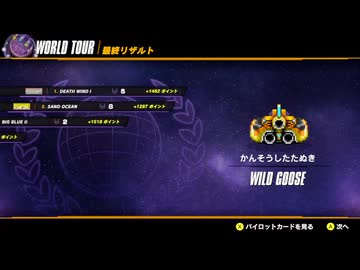 WORLD TOUR 最終リザルト
1. DEATH WIND I 5 +1482 ポイント
2. SAND OCEAN 8 +1287 ポイント
BIG BLUE II 2 +1518 ポイント
ポイント
かんそうしたたぬき
WILD GOOSE
X パイロットカードを見る A 次へ